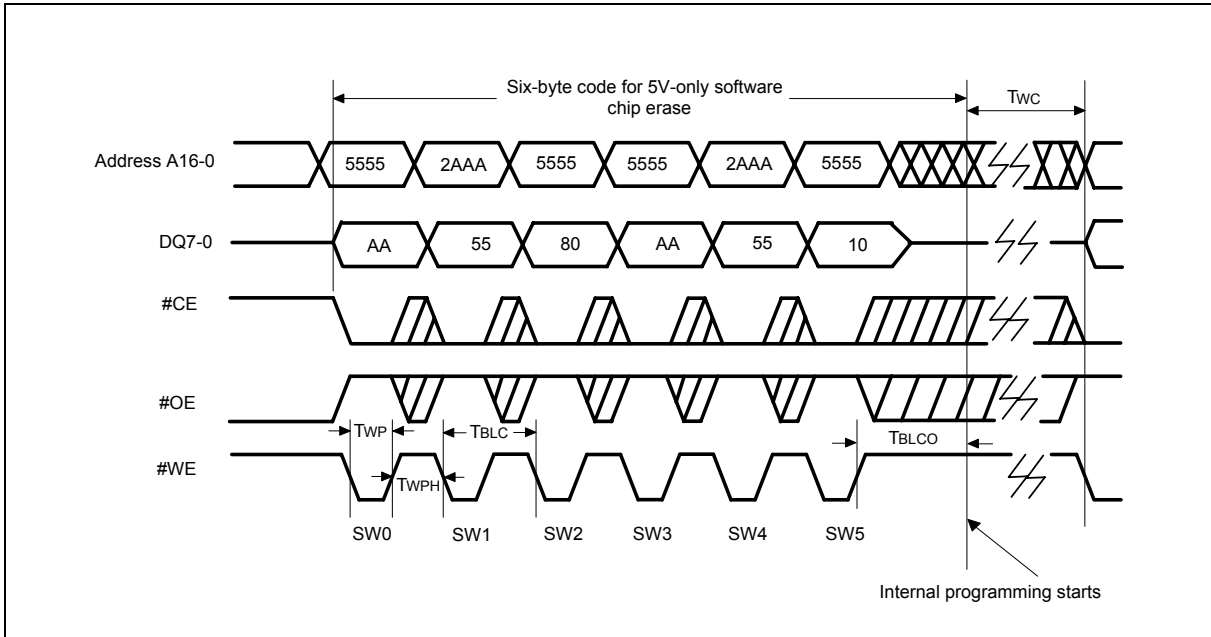 Six-byte code for 5V-only software
chip erase
TWC
Address A16-0
5555
2AAA
5555
5555
2AAA
5555
DQ7-0
AA
55
80
AA
55
10
#CE
#OE
TWP
TBLC
TBLCO
#WE
TWPH
SW0
SW1
SW2
SW3
SW4
SW5
Internal programming starts